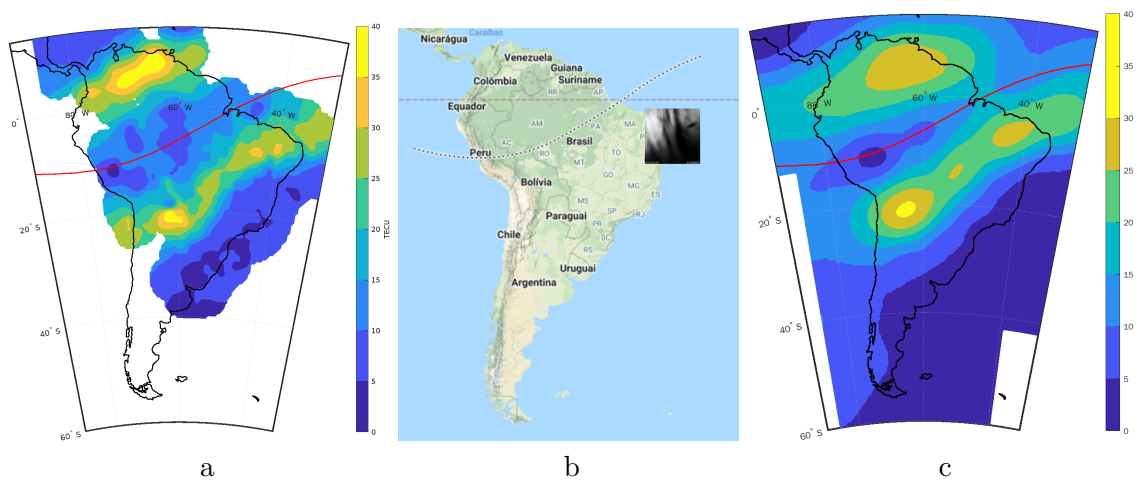 0° 20° S 40° S 60° S
80° W 60° W 40° W
40
35
30
25
20
15
10
5
0
TECU
a
Caraíbas
Nicarágua
Venezuela
Guiana
Colômbia
Suriname
RR
AP
Equador
AM
PA
MA
Peru
AC
Brasil
RO
TO
MT
Bolívia
GO
MG
MS
ES
Paraguai
SP
RJ
PR
Chile
SC
RS
Uruguai
Argentina
b
0° 20° S 40° S 60° S
80° W 60° W 40° W
40
35
30
25
20
15
10
5
0
c